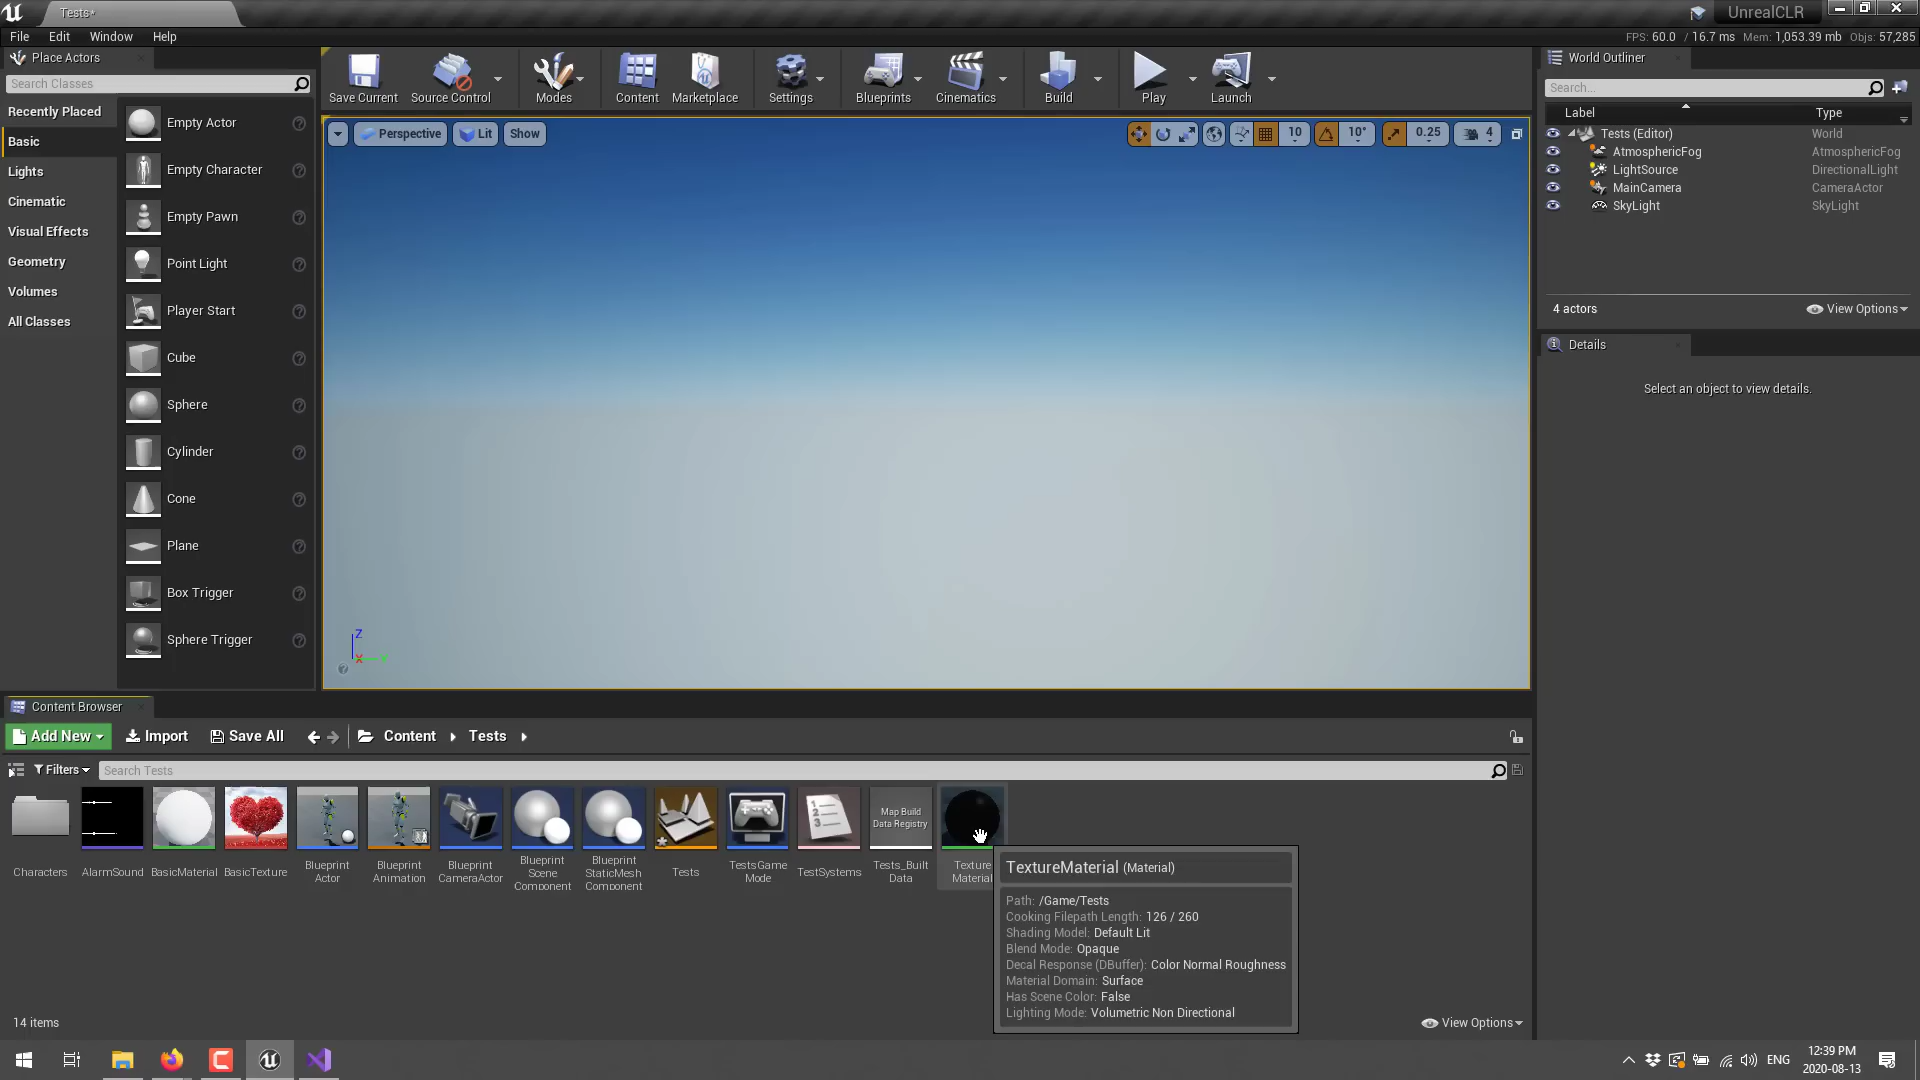 Tests*
UnrealCLR
File Edit Window Help
FPS: 60.0 / 16.7 ms Mem: 1,053.39 mb Objs: 57,285
Place Actors
Search Classes
Recently Placed
Basic
Lights
Cinematic
Visual Effects
Geometry
Volumes
All Classes
Empty Actor
Empty Character
Empty Pawn
Point Light
Player Start
Cube
Sphere
Cylinder
Cone
Plane
Box Trigger
Sphere Trigger
Save Current Source Control Modes Content Marketplace Settings Blueprints Cinematics Build Play Launch
Perspective Lit Show
10 10° 0.25 4
Z
X
World Outliner
Search...
Label Type
Tests (Editor) World
AtmosphericFog AtmosphericFog
LightSource DirectionalLight
MainCamera CameraActor
SkyLight SkyLight
4 actors View Options
Details
Select an object to view details.
Content Browser
Add New Import Save All Content Tests
Filters Search Tests
Map Build
Data Registry
Characters
AlarmSound
BasicMaterial
BasicTexture
Blueprint
Actor
Blueprint
Animation
Blueprint
CameraActor
Blueprint
Scene
Component
Blueprint
StaticMesh
Component
Tests
TestsGame
Mode
TestSystems
Tests_Built
Data
Texture
Material
TextureMaterial (Material)
Path: /Game/Tests
Cooking Filepath Length: 126 / 260
Shading Model: Default Lit
Blend Mode: Opaque
Decal Response (DBuffer): Color Normal Roughness
Material Domain: Surface
Has Scene Color: False
Lighting Mode: Volumetric Non Directional
14 items View Options
ENG
12:39 PM
2020-08-13